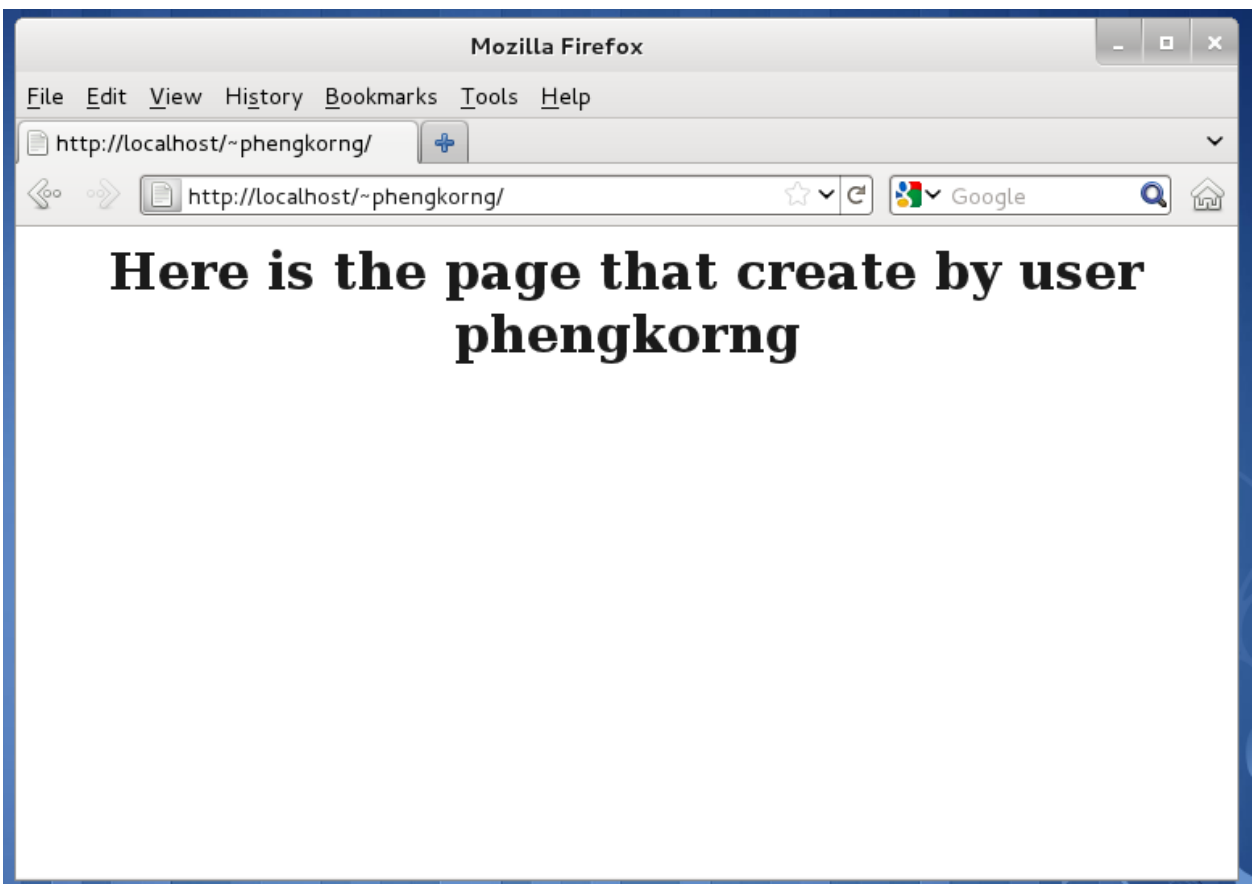 Mozilla Firefox
File Edit View History Bookmarks Tools Help
http://localhost/~phengkorng/
http://localhost/~phengkorng/
Google
Here is the page that create by user
phengkorng